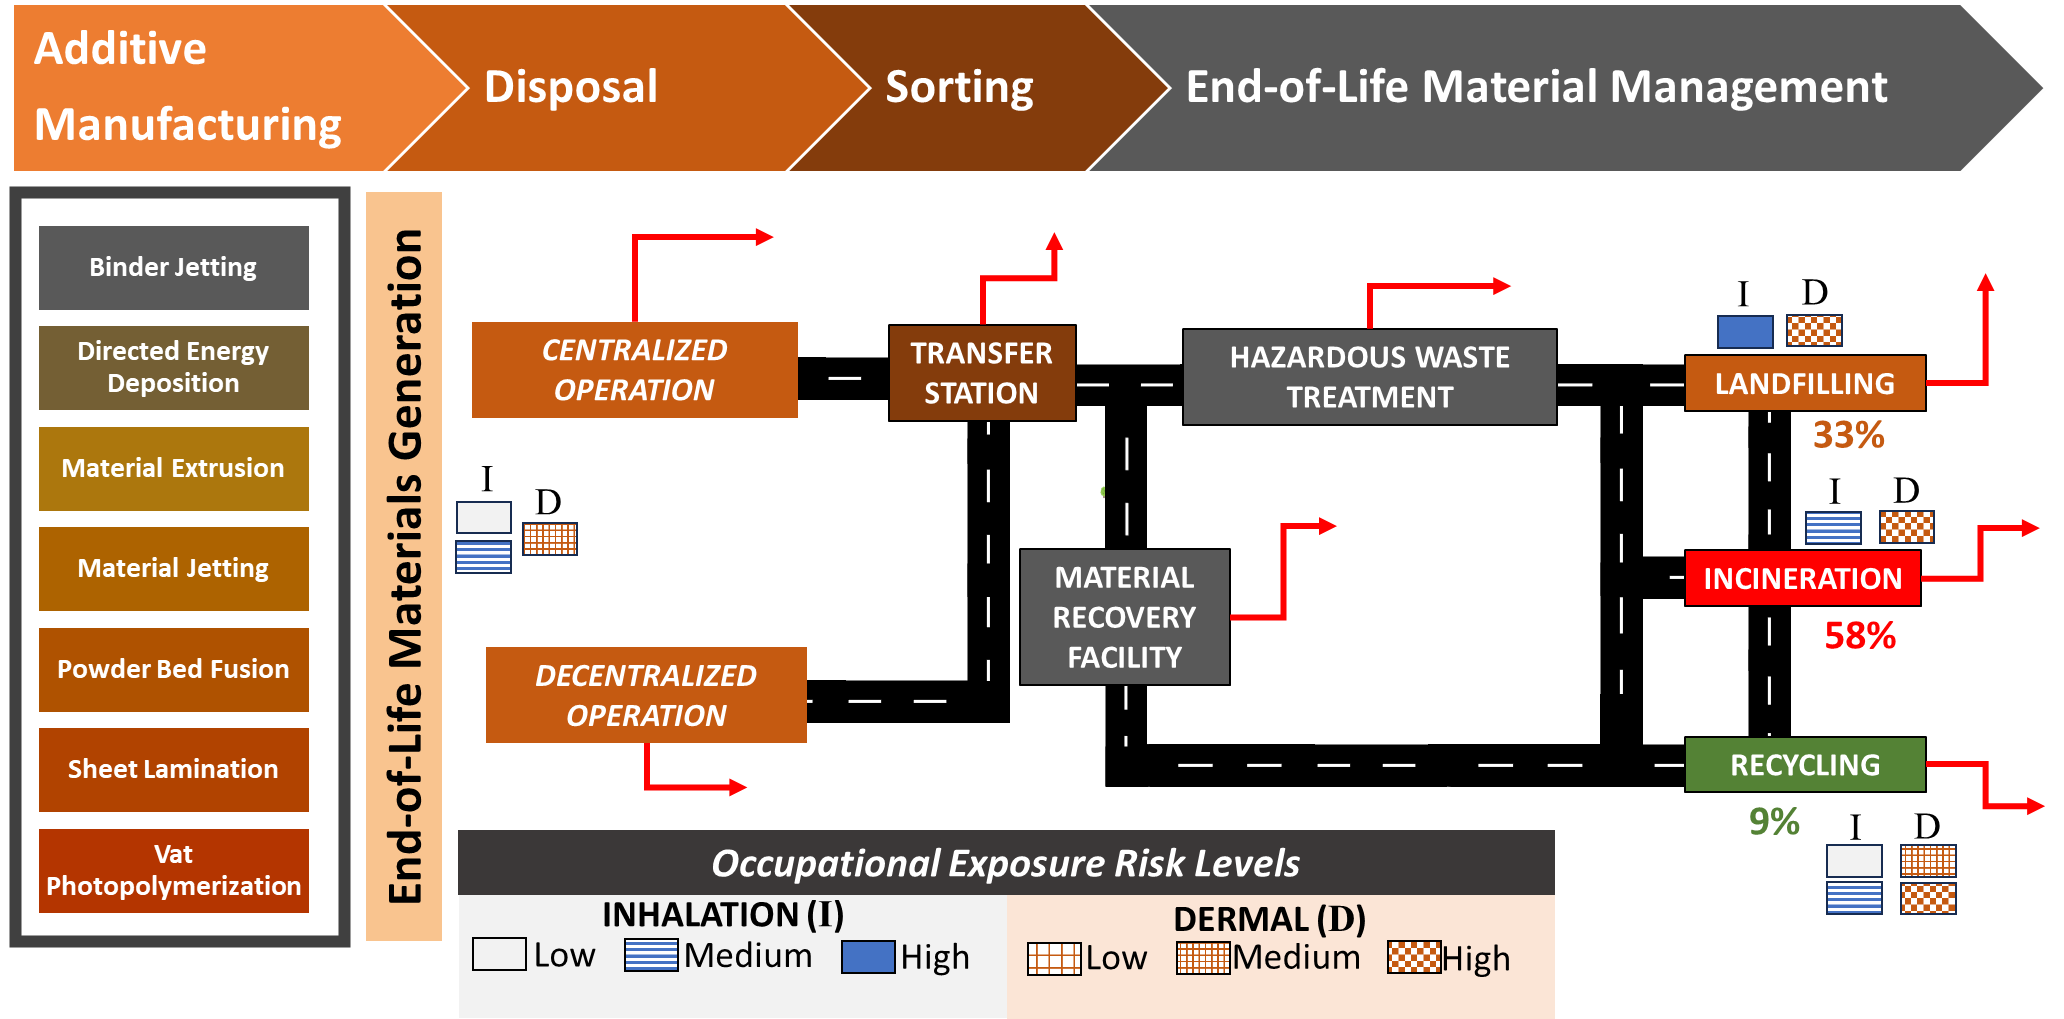 Additive
Manufacturing
Disposal
Sorting
End-of-Life Material Management
Binder Jetting
Directed Energy
Deposition
Material Extrusion
Material Jetting
Powder Bed Fusion
Sheet Lamination
Vat
Photopolymerization
End-of-Life Materials Generation
CENTRALIZED
OPERATION
I
D
DECENTRALIZED
OPERATION
TRANSFER
STATION
MATERIAL
RECOVERY
FACILITY
HAZARDOUS WASTE
TREATMENT
I
D
LANDFILLING
33%
I
D
INCINERATION
58%
RECYCLING
9%
I
D
Occupational Exposure Risk Levels
INHALATION (I)
Low
Medium
High
DERMAL (D)
Low
Medium
High